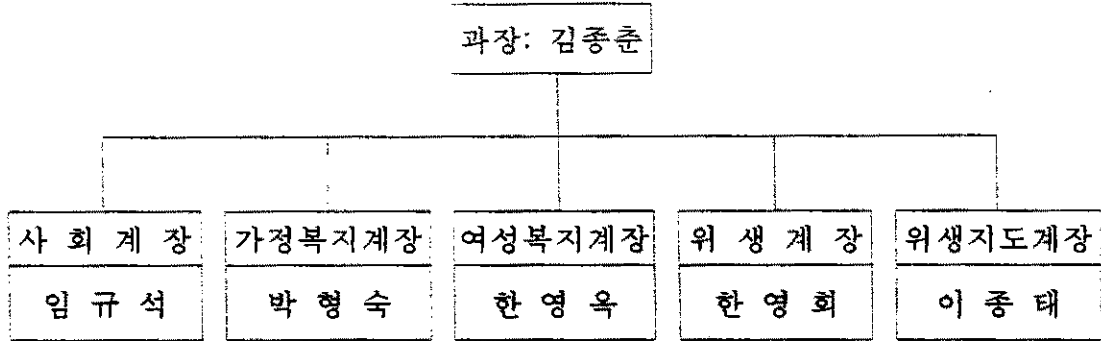 과장: 김종춘
사 회 계 장 가정복지계장 여성복지계장 위 생 계 장 위생지도계장
임 규 석 박 형 숙 한 영 옥 한 영 희 이 종 태